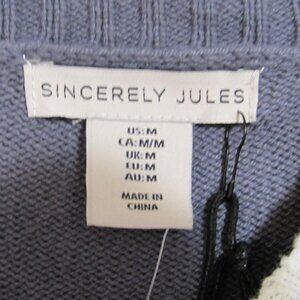 SINCERELY JULES
US: M
CA: M/M
UK: M
EU: M
AU: M
MADE IN
CHINA